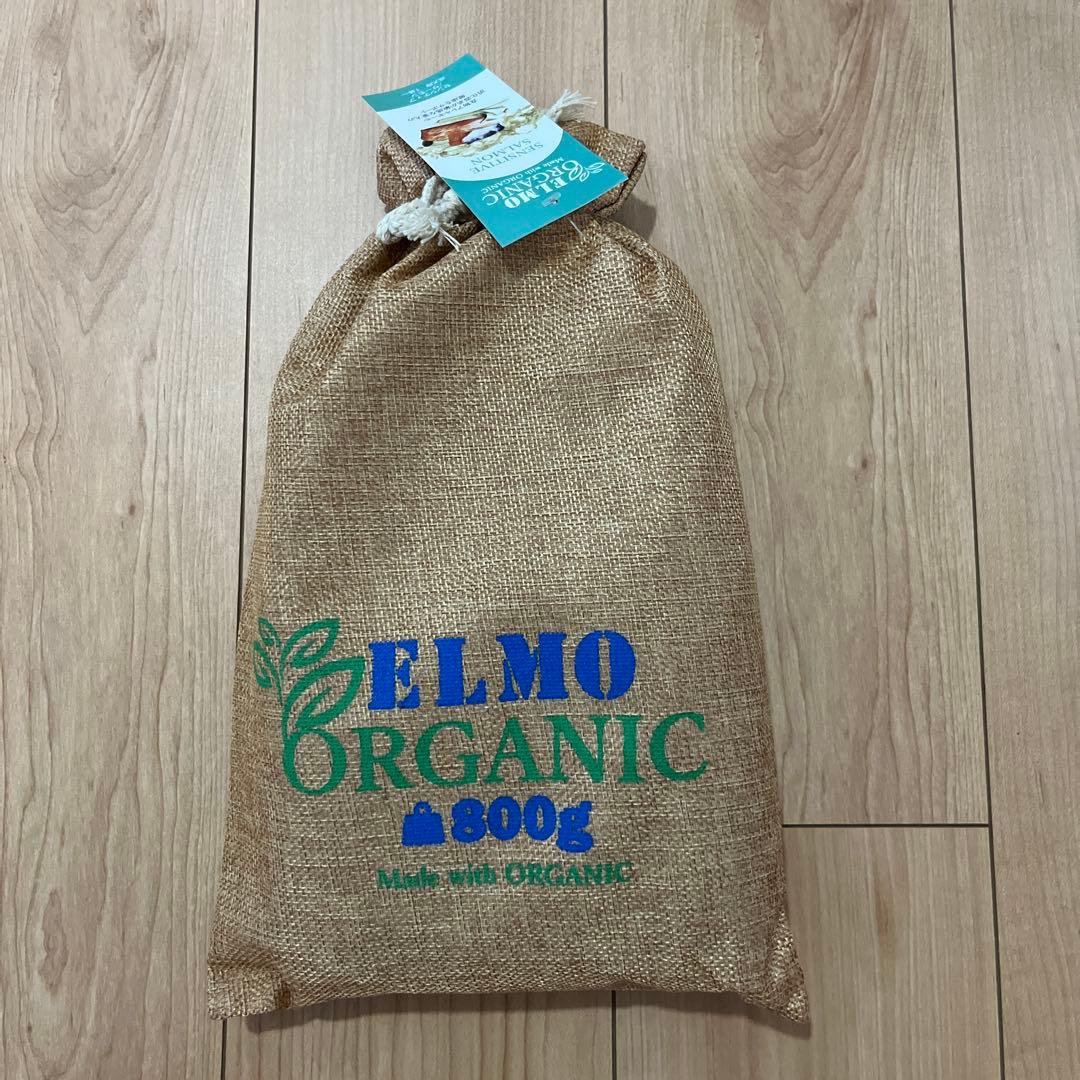 ELMO
ORGANIC
Made with ORGANIC
SENSITIVE
SALMON
ELMO
ORGANIC
800g
Made with ORGANIC